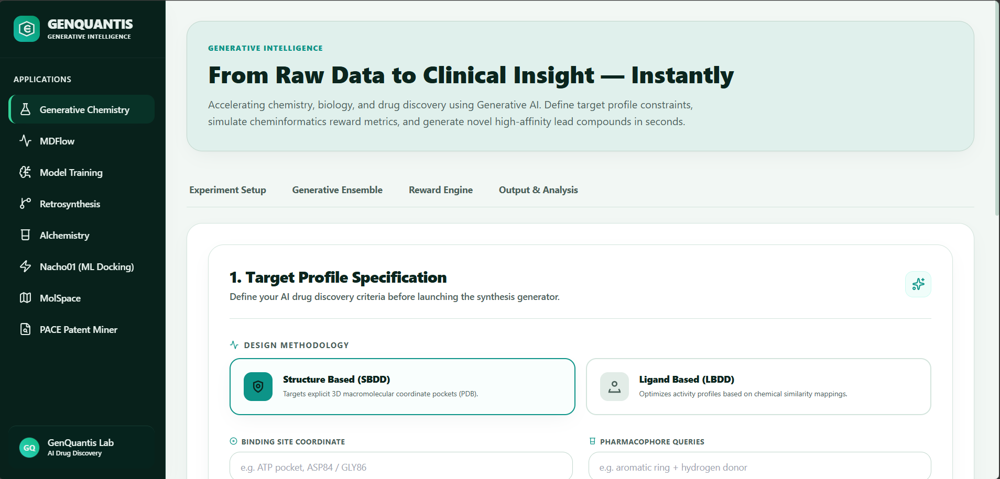 GENQUANTIS
GENERATIVE INTELLIGENCE
APPLICATIONS
Generative Chemistry
MDFlow
Model Training
Retrosynthesis
Alchemistry
Nacho01 (ML Docking)
MolSpace
PACE Patent Miner
GQ
GenQuantis Lab
AI Drug Discovery
GENERATIVE INTELLIGENCE
From Raw Data to Clinical Insight — Instantly
Accelerating chemistry, biology, and drug discovery using Generative AI. Define target profile constraints,
simulate cheminformatics reward metrics, and generate novel high-affinity lead compounds in seconds.
Experiment Setup
Generative Ensemble
Reward Engine
Output & Analysis
1. Target Profile Specification
Define your AI drug discovery criteria before launching the synthesis generator.
DESIGN METHODOLOGY
Structure Based (SBDD)
Targets explicit 3D macromolecular coordinate pockets (PDB).
Ligand Based (LBDD)
Optimizes activity profiles based on chemical similarity mappings.
BINDING SITE COORDINATE
e.g. ATP pocket, ASP84 / GLY86
PHARMACOPHORE QUERIES
e.g. aromatic ring + hydrogen donor